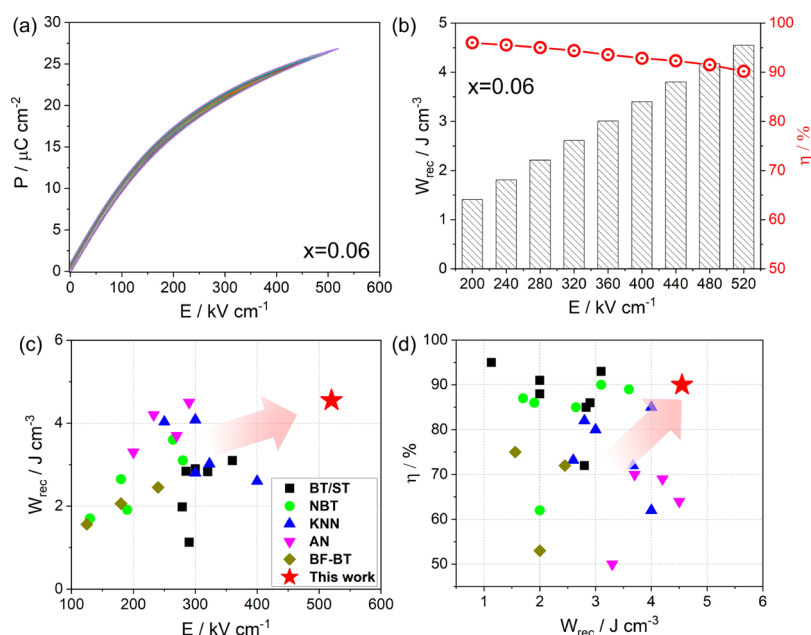 (a)
30
25
20
15
10
5
0
P / μC cm⁻²
x=0.06
0 100 200 300 400 500 600
E / kV cm⁻¹
(b)
5
4
3
2
1
0
W_rec / J cm⁻³
x=0.06
100
90
80
70
60
50
η / %
200 240 280 320 360 400 440 480 520
E / kV cm⁻¹
(c)
6
4
2
0
W_rec / J cm⁻³
BT/ST
NBT
KNN
AN
BF-BT
This work
100 200 300 400 500 600
E / kV cm⁻¹
(d)
100
90
80
70
60
50
η / %
1 2 3 4 5 6
W_rec / J cm⁻³